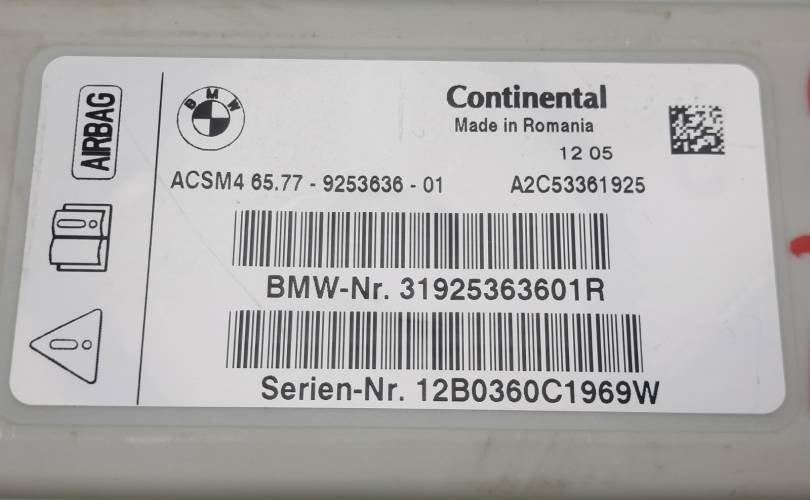 AIRBAG
BMW
Continental
Made in Romania
12 05
ACSM4 65.77 - 9253636 - 01 A2C53361925
BMW-Nr. 31925363601R
Serien-Nr. 12B0360C1969W